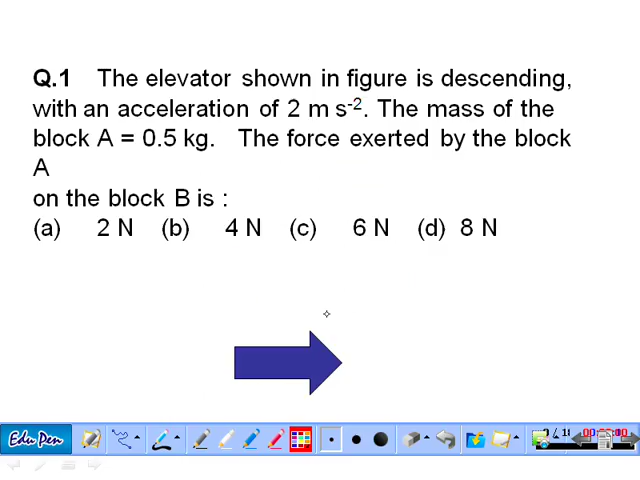 Q.1 The elevator shown in figure is descending,
with an acceleration of 2 m s⁻². The mass of the
block A = 0.5 kg. The force exerted by the block
A
on the block B is :
(a) 2 N (b) 4 N (c) 6 N (d) 8 N
Edu Pen